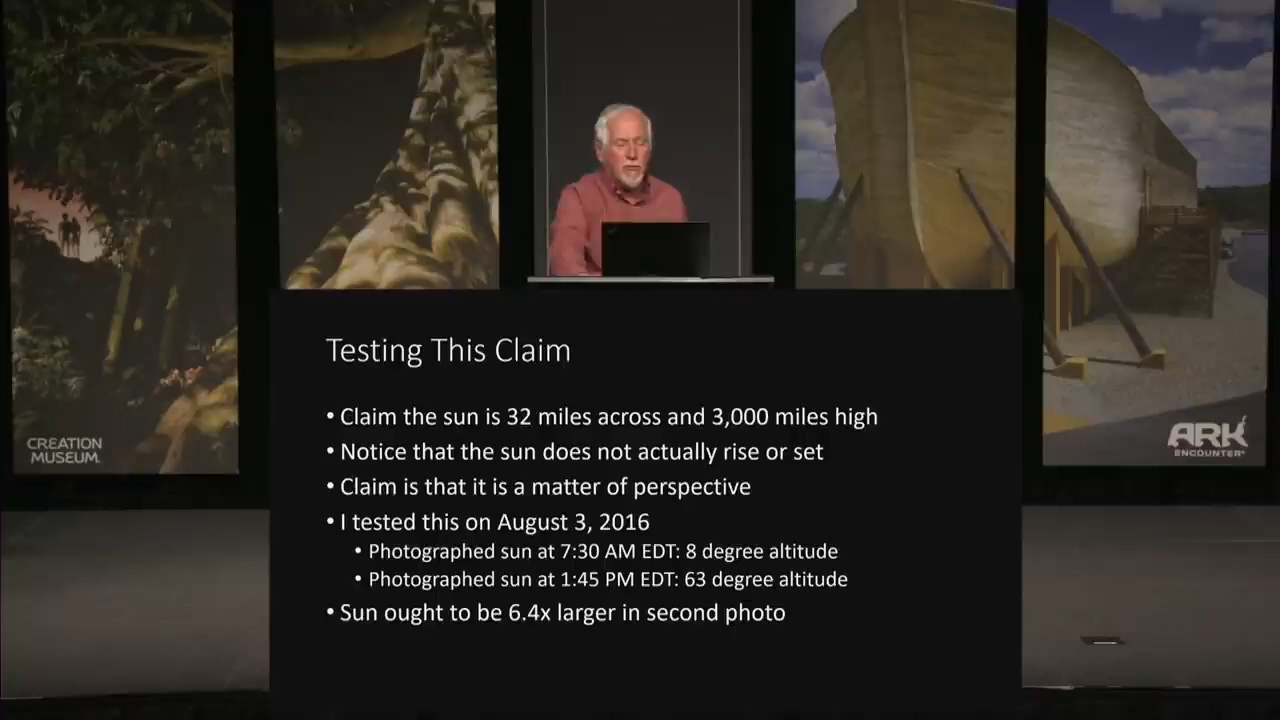 Testing This Claim
• Claim the sun is 32 miles across and 3,000 miles high
• Notice that the sun does not actually rise or set
• Claim is that it is a matter of perspective
• I tested this on August 3, 2016
• Photographed sun at 7:30 AM EDT: 8 degree altitude
• Photographed sun at 1:45 PM EDT: 63 degree altitude
• Sun ought to be 6.4x larger in second photo
CREATION
MUSEUM
ARK
ENCOUNTER